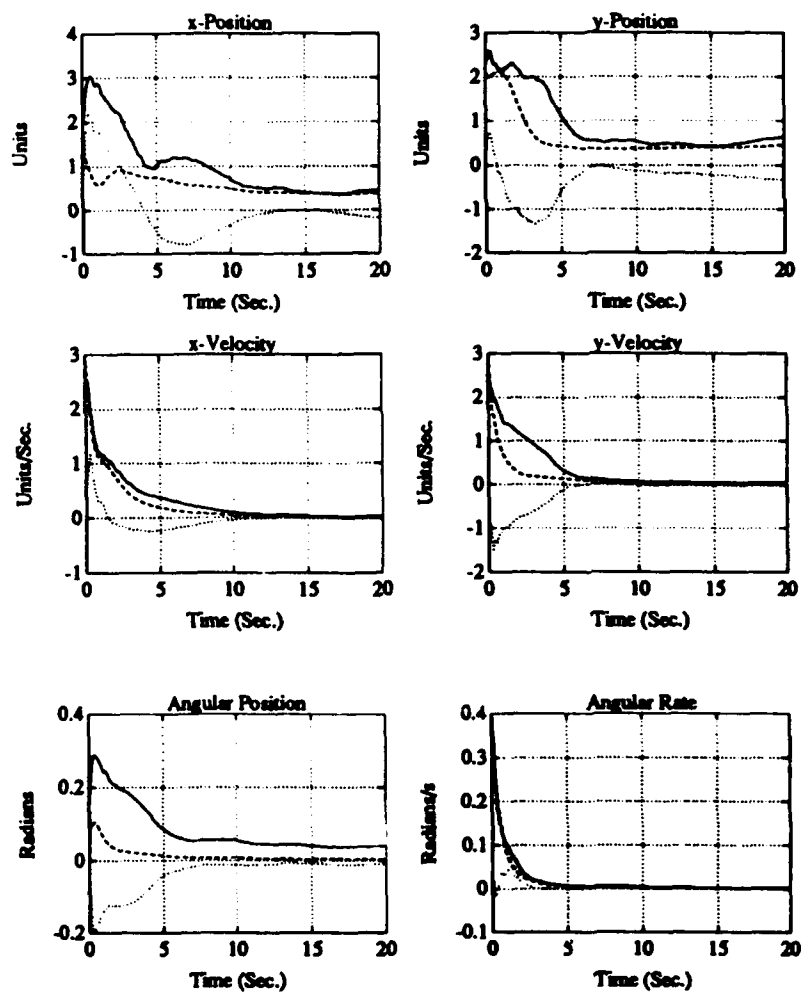 x-Position
y-Position
4
3
2
1
0
-1
Units
0 5 10 15 20
Time (Sec.)
3
2
1
0
-1
-2
Units
0 5 10 15 20
Time (Sec.)
x-Velocity
y-Velocity
3
2
1
0
-1
Units/Sec.
0 5 10 15 20
Time (Sec.)
3
2
1
0
-1
-2
Units/Sec.
0 5 10 15 20
Time (Sec.)
Angular Position
Angular Rate
0.4
0.2
0
-0.2
Radians
0 5 10 15 20
Time (Sec.)
0.4
0.3
0.2
0.1
0
-0.1
Radians/s
0 5 10 15 20
Time (Sec.)